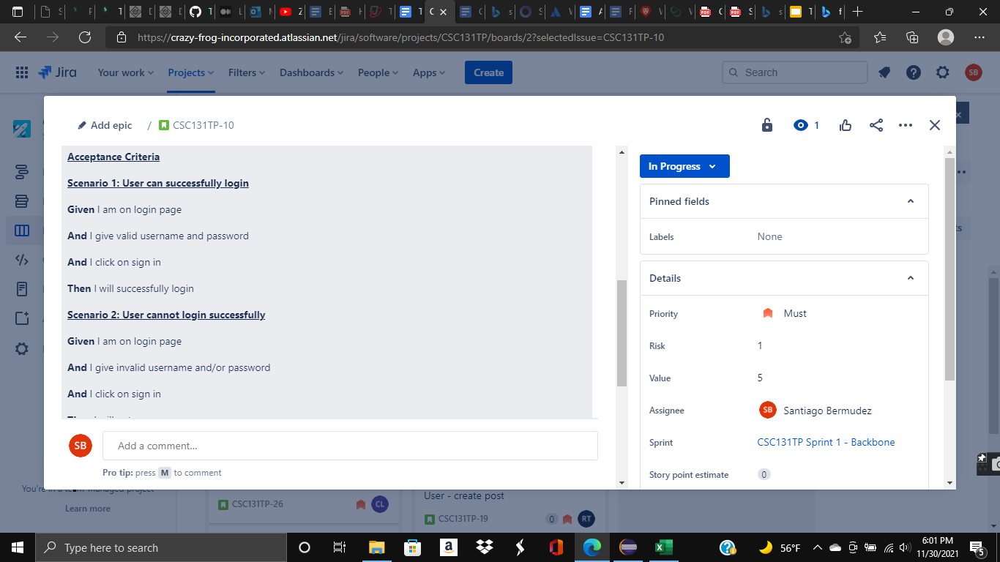 https://crazy-frog-incorporated.atlassian.net/jira/software/projects/CSC131TP/boards/2?selectedIssue=CSC131TP-10
Jira Your work Projects Filters Dashboards People Apps Create Search SB
Add epic / CSC131TP-10 1
Acceptance Criteria
Scenario 1: User can successfully login
Given I am on login page
And I give valid username and password
And I click on sign in
Then I will successfully login
Scenario 2: User cannot login successfully
Given I am on login page
And I give invalid username and/or password
And I click on sign in
SB Add a comment...
Pro tip: press M to comment
In Progress
Pinned fields
Labels None
Details
Priority Must
Risk 1
Value 5
Assignee SB Santiago Bermudez
Sprint CSC131TP Sprint 1 - Backbone
Story point estimate 0
You're in a team-managed project
Learn more
CSC131TP-26 CL
User - create post
CSC131TP-19 0 RT
Type here to search
56°F
6:01 PM
11/30/2021
5